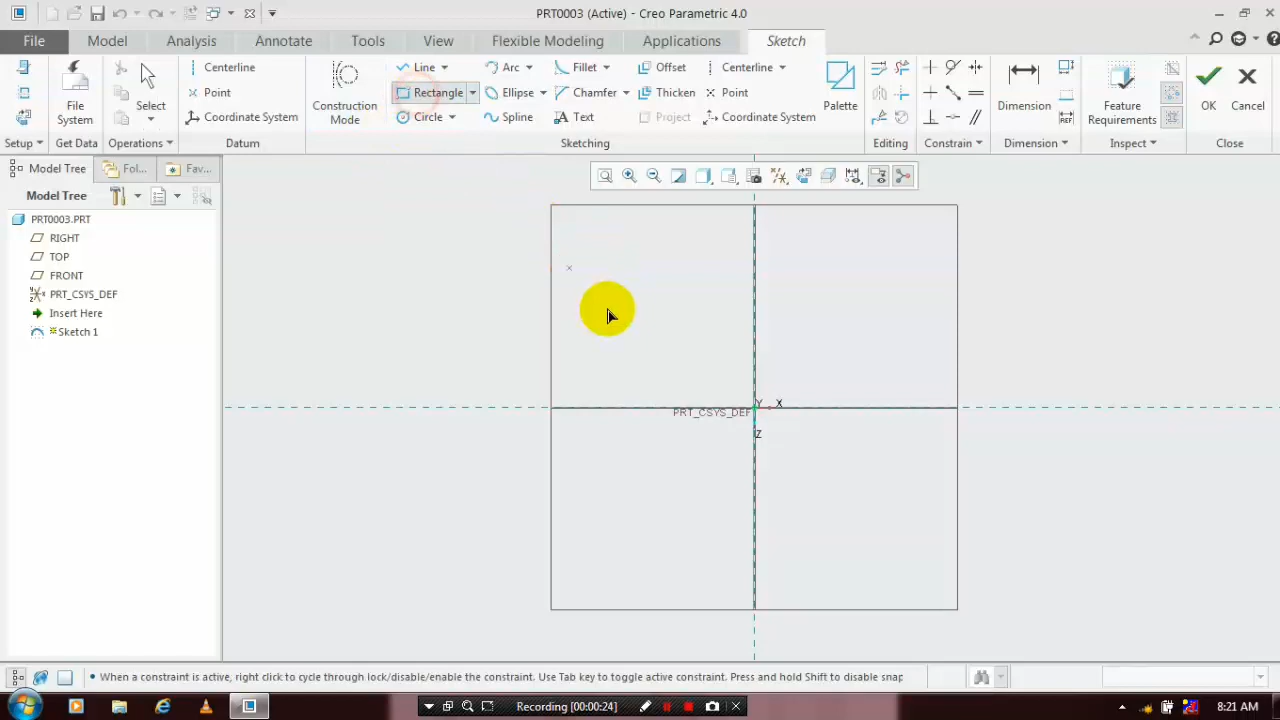 PRT0003 (Active) - Creo Parametric 4.0
File Model Analysis Annotate Tools View Flexible Modeling Applications Sketch
Centerline Line Arc Fillet Offset Centerline
Point Rectangle Ellipse Chamfer Thicken Point
Coordinate System Circle Spline Text Project Coordinate System
File System Select Construction Mode Palette Dimension Feature Requirements OK Cancel
Setup Get Data Operations Datum Sketching Editing Constrain Dimension Inspect Close
Model Tree Fol... Fav...
Model Tree
PRT0003.PRT
RIGHT
TOP
FRONT
PRT_CSYS_DEF
Insert Here
Sketch 1
Y X
PRT_CSYS_DEF
Z
• When a constraint is active, right click to cycle through lock/disable/enable the constraint. Use Tab key to toggle active constraint. Press and hold Shift to disable snap
Recording [00:00:24]
8:21 AM